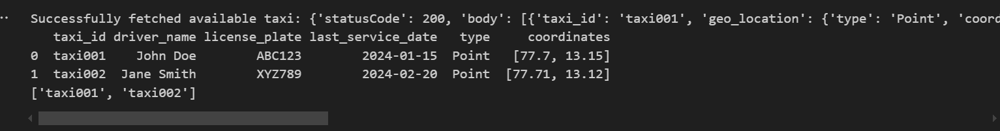 Successfully fetched available taxi: {'statusCode': 200, 'body': [{'taxi_id': 'taxi001', 'geo_location': {'type': 'Point', 'coord
taxi_id driver_name license_plate last_service_date type coordinates
0 taxi001 John Doe ABC123 2024-01-15 Point [77.7, 13.15]
1 taxi002 Jane Smith XYZ789 2024-02-20 Point [77.71, 13.12]
['taxi001', 'taxi002']